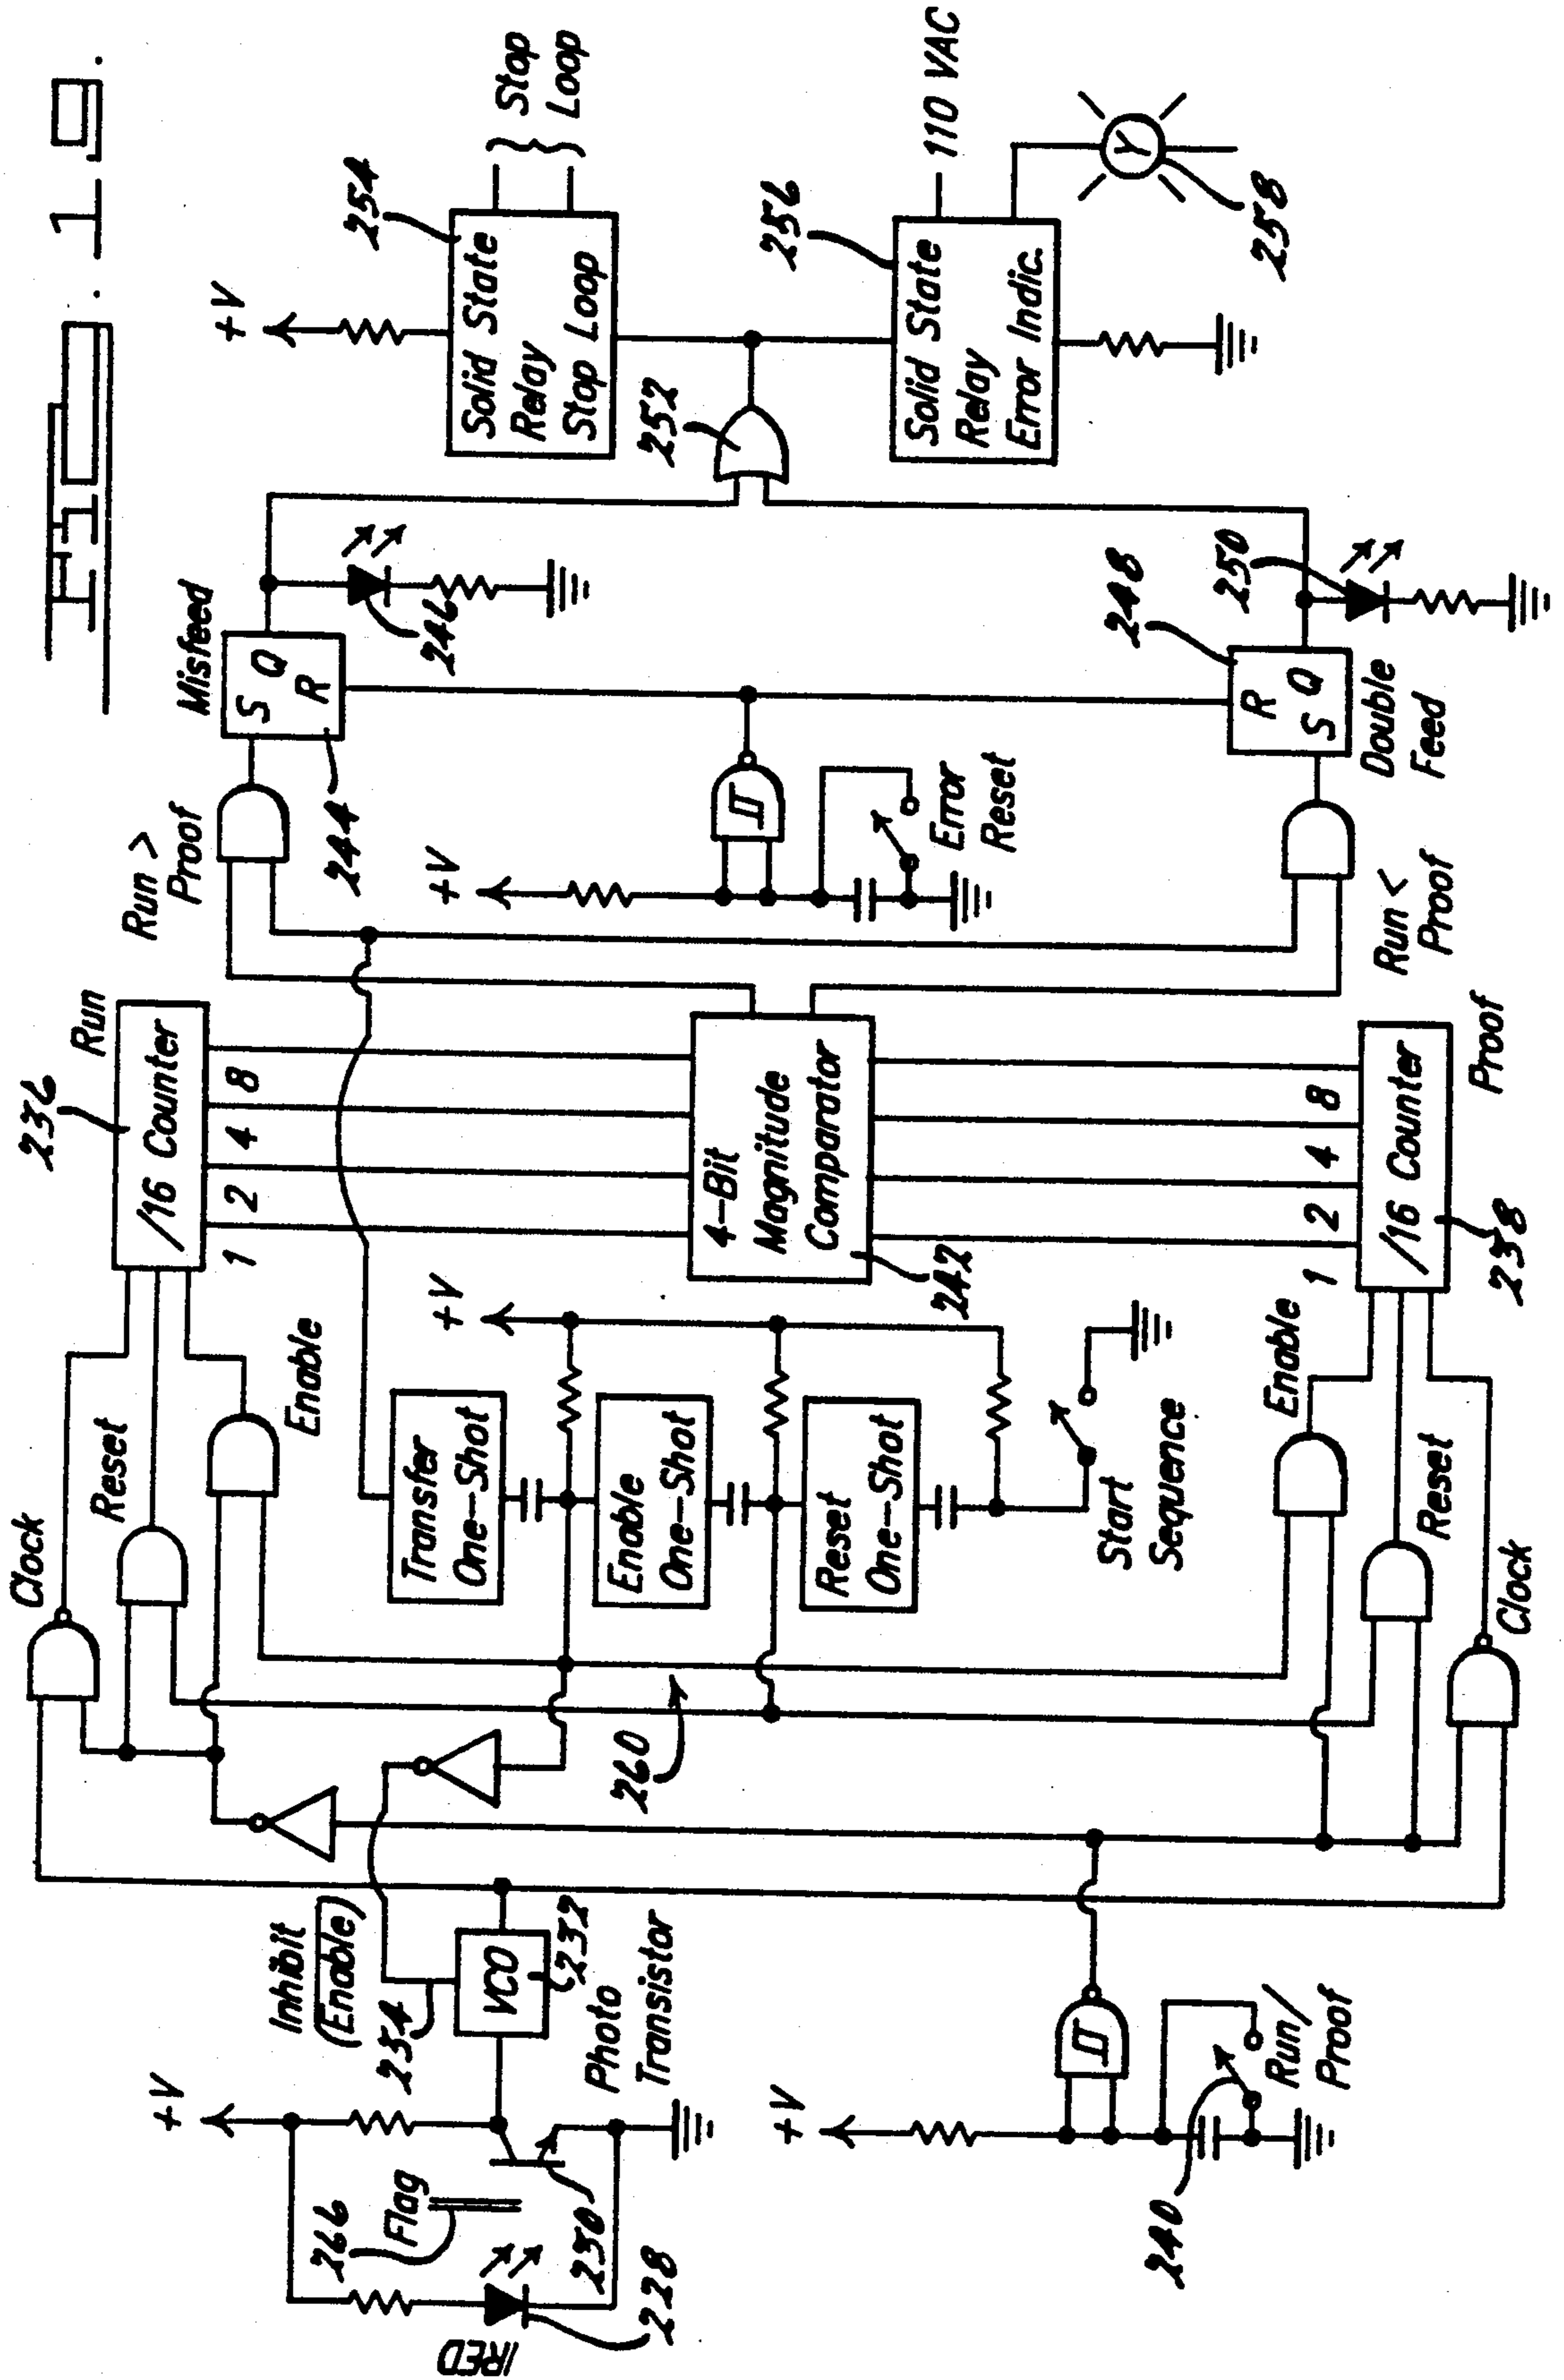 Fig. 10.
+V
254
Solid State
Relay
Stop Loop
Stop
Loop
252
256
Solid State
Relay
Error Indic.
110 VAC
Y
258
Misfeed
S Q
R
244
246
Run >
Proof
+V
Error
Reset
248
R
S Q
250
Double
Feed
Run <
Proof
236
Run
/16 Counter
1 2 4 8
4-Bit
Magnitude
Comparator
242
1 2 4 8
/16 Counter
Proof
238
Clock
Reset
Enable
+V
Transfer
One-Shot
Enable
One-Shot
Reset
One-Shot
Start
Sequence
260
Enable
Reset
Clock
Inhibit
(Enable)
234
VCO
232
+V
Photo
Transistor
266
Flag
230
228
IRED
+V
240
Run/
Proof